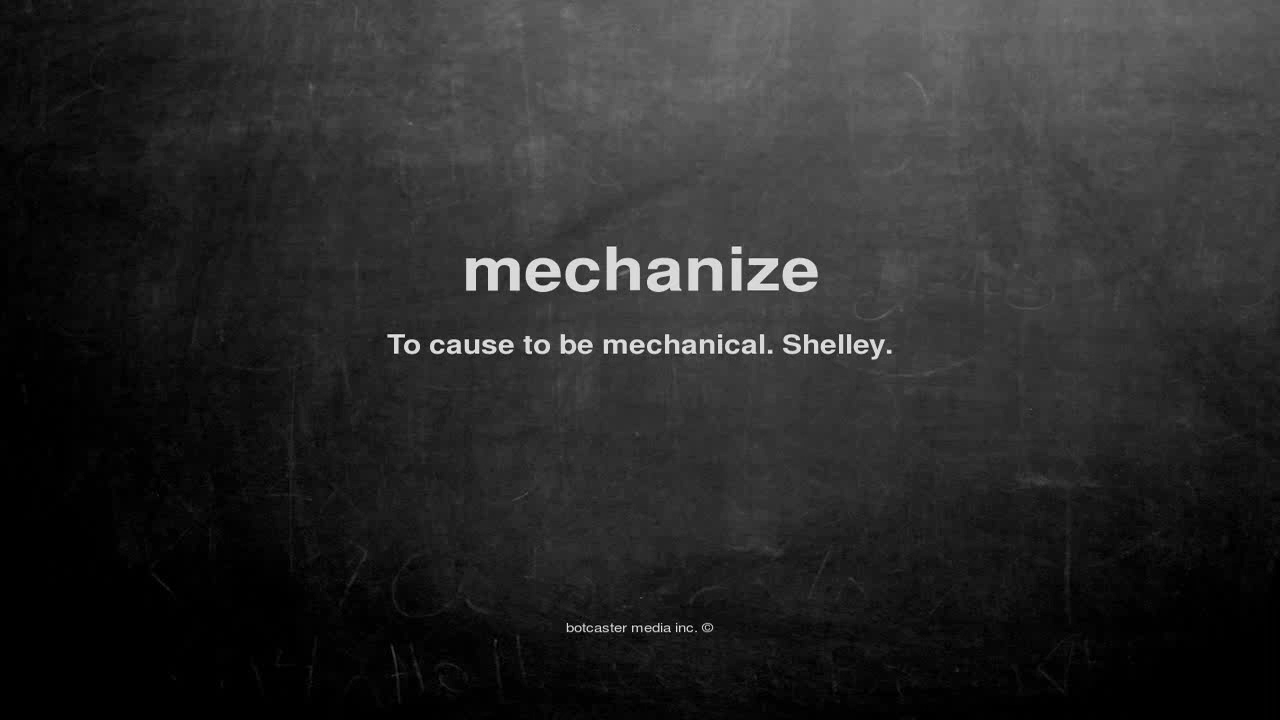 mechanize
To cause to be mechanical. Shelley.
botcaster media inc. ©